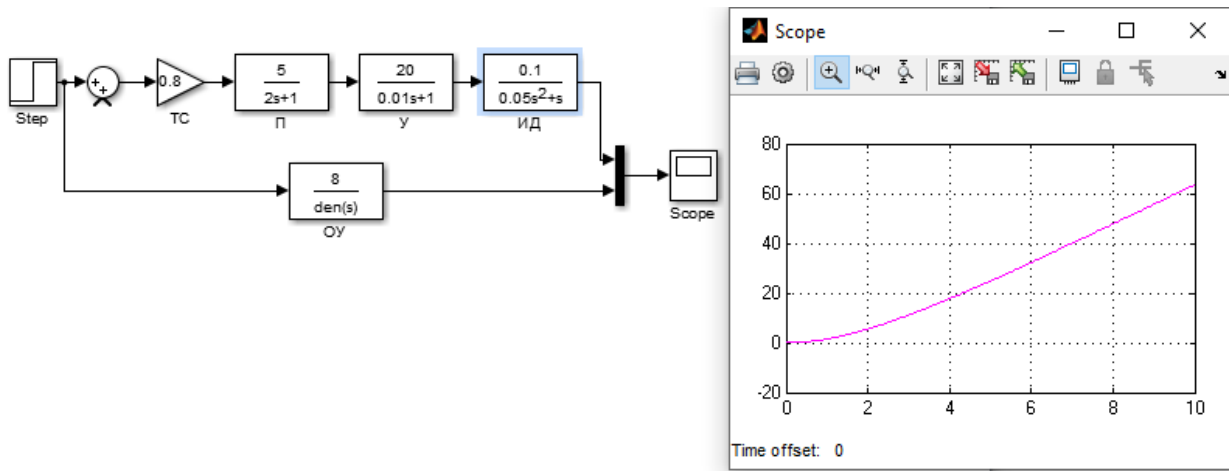 Step
+
+
0.8
ТС
5
2s+1
П
20
0.01s+1
У
0.1
0.05s²+s
ИД
8
den(s)
ОУ
Scope
Scope
80
60
40
20
0
-20
0 2 4 6 8 10
Time offset: 0